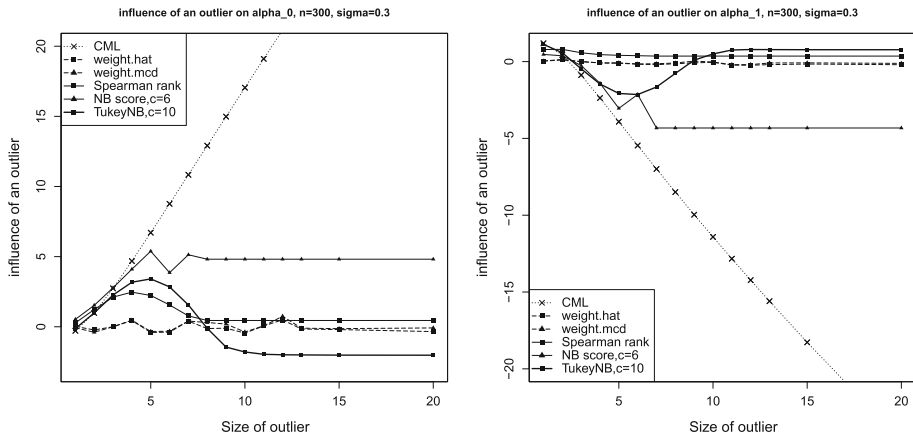 influence of an outlier on alpha_0, n=300, sigma=0.3
influence of an outlier
20
15
10
5
0
CML
weight.hat
weight.mcd
Spearman rank
NB score,c=6
TukeyNB,c=10
5
10
15
20
Size of outlier
influence of an outlier on alpha_1, n=300, sigma=0.3
influence of an outlier
0
−5
−10
−15
−20
CML
weight.hat
weight.mcd
Spearman rank
NB score,c=6
TukeyNB,c=10
5
10
15
20
Size of outlier